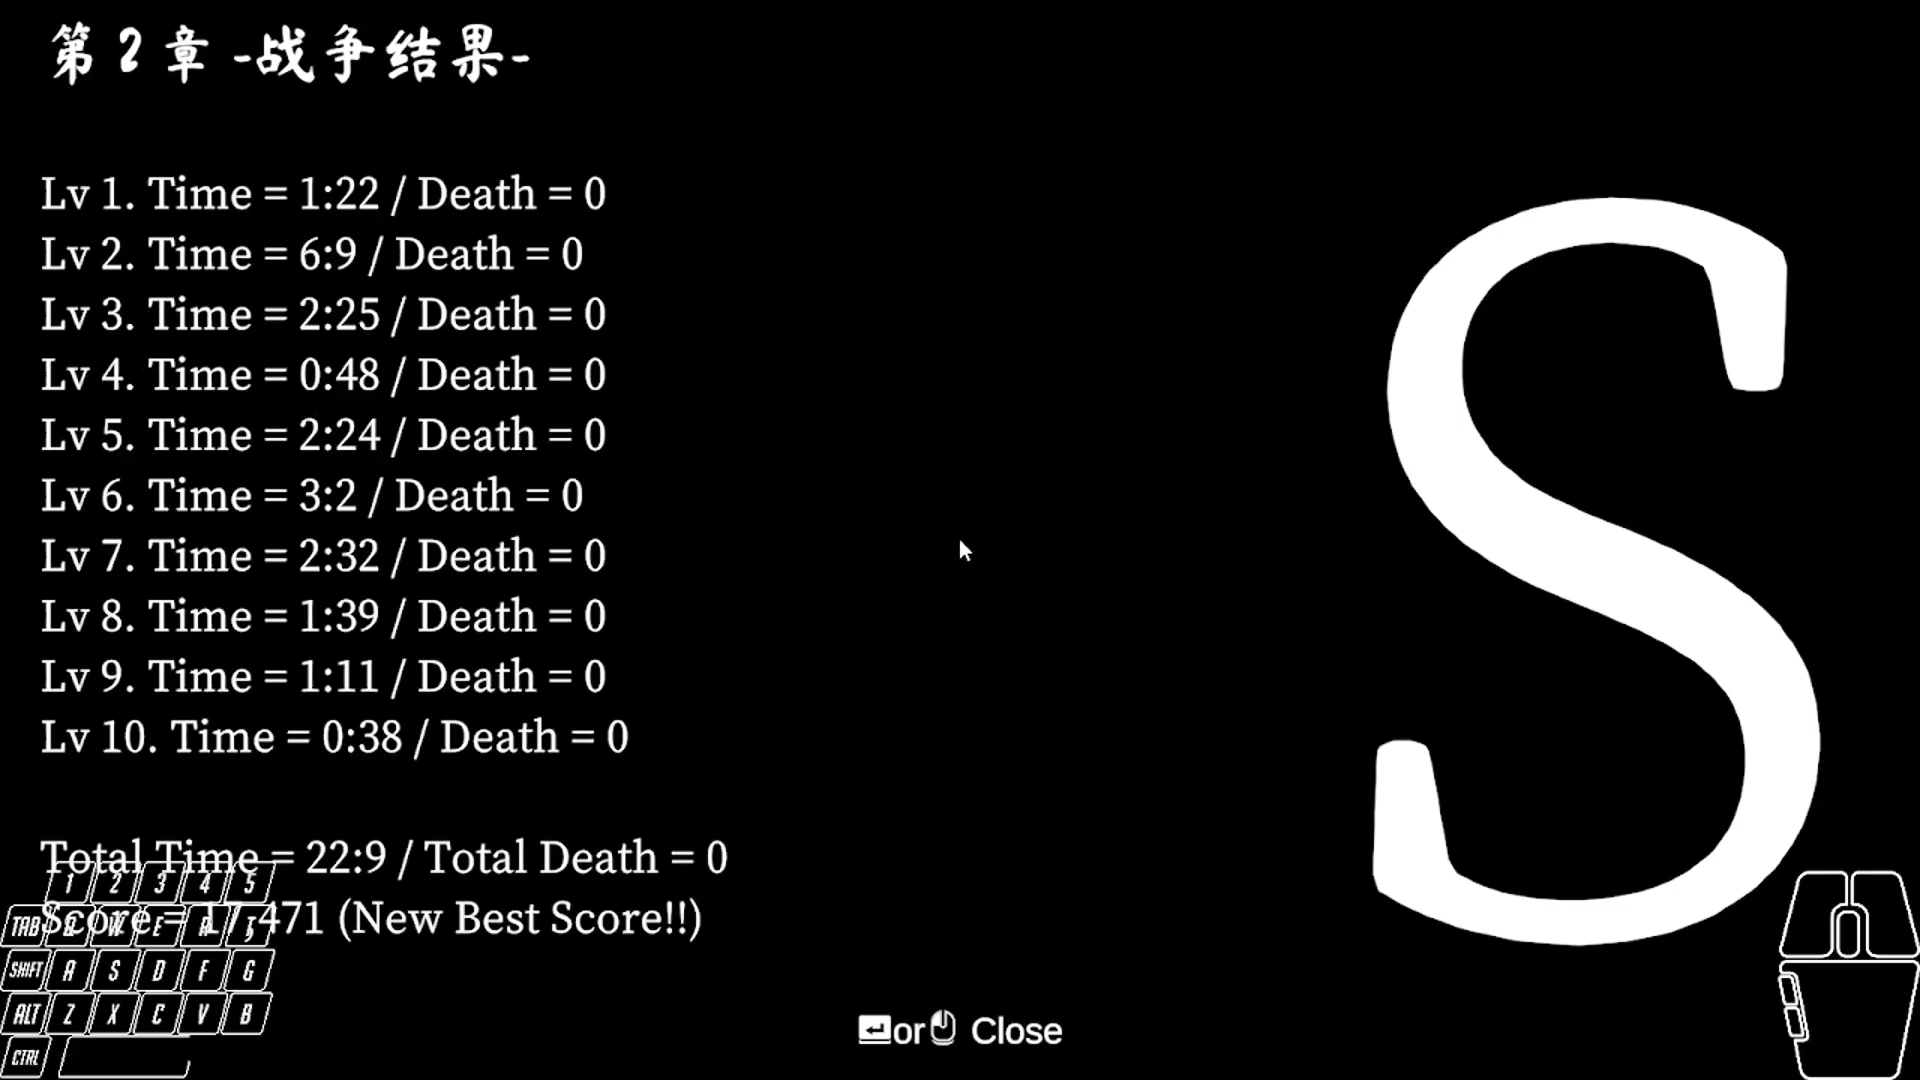 第 2 章 -战争结果-
Lv 1. Time = 1:22 / Death = 0
Lv 2. Time = 6:9 / Death = 0
Lv 3. Time = 2:25 / Death = 0
Lv 4. Time = 0:48 / Death = 0
Lv 5. Time = 2:24 / Death = 0
Lv 6. Time = 3:2 / Death = 0
Lv 7. Time = 2:32 / Death = 0
Lv 8. Time = 1:39 / Death = 0
Lv 9. Time = 1:11 / Death = 0
Lv 10. Time = 0:38 / Death = 0
S
Total Time = 22:9 / Total Death = 0
1 2 3 4 5
Score = 17,471 (New Best Score!!)
TAB W E R
SHIFT A S D F G
ALT Z X C V B
CTRL
or Close